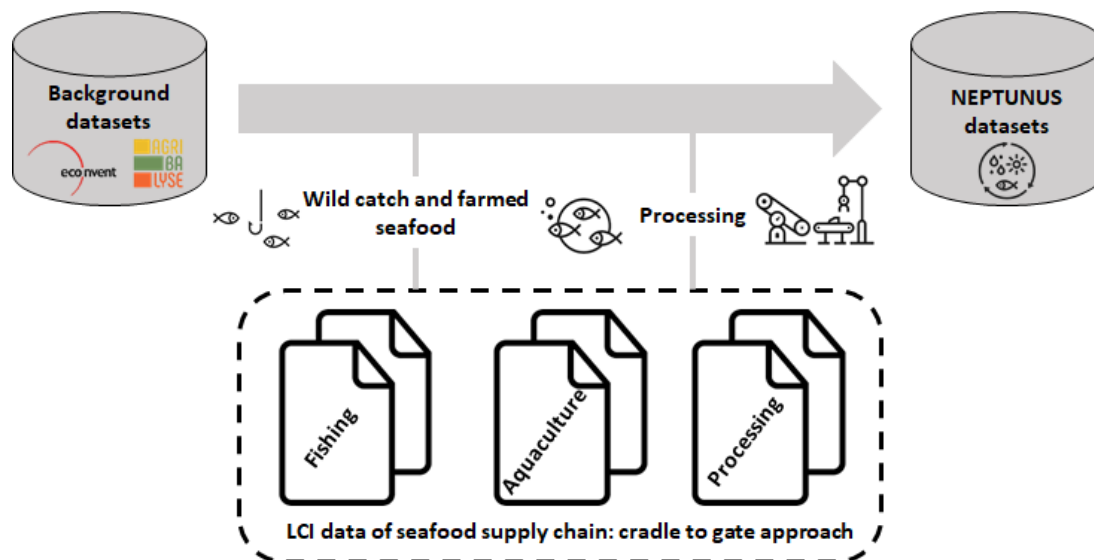 Background
datasets
ecoinvent
AGRI
BA
LYSE
NEPTUNUS
datasets
Wild catch and farmed
seafood
Processing
Fishing
Aquaculture
Processing
LCI data of seafood supply chain: cradle to gate approach